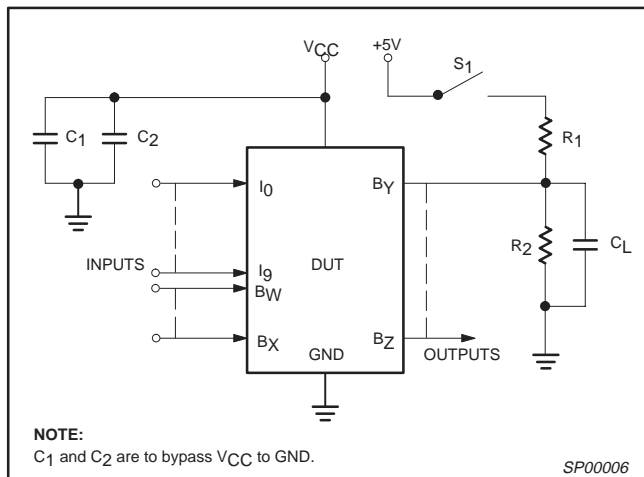 VCC
+5V
S1
C1
C2
R1
I0
BY
R2
CL
INPUTS
I9
DUT
BW
BX
GND
BZ
OUTPUTS
NOTE:
C1 and C2 are to bypass VCC to GND.
SP00006